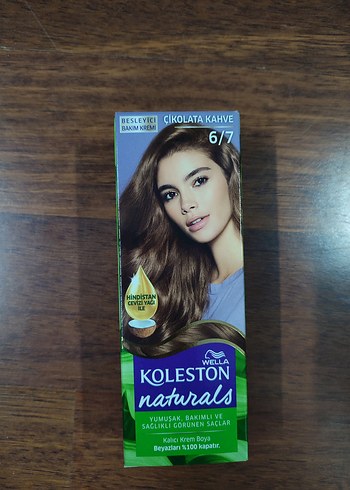 BESLEYİCİ
BAKIM KREMİ
ÇİKOLATA KAHVE
6/7
HİNDİSTAN
CEVİZİ YAĞI
İLE
WELLA
KOLESTON
naturals
YUMUŞAK, BAKIMLI VE
SAĞLIKLI GÖRÜNEN SAÇLAR
Kalıcı Krem Boya
Beyazları %100 kapatır.